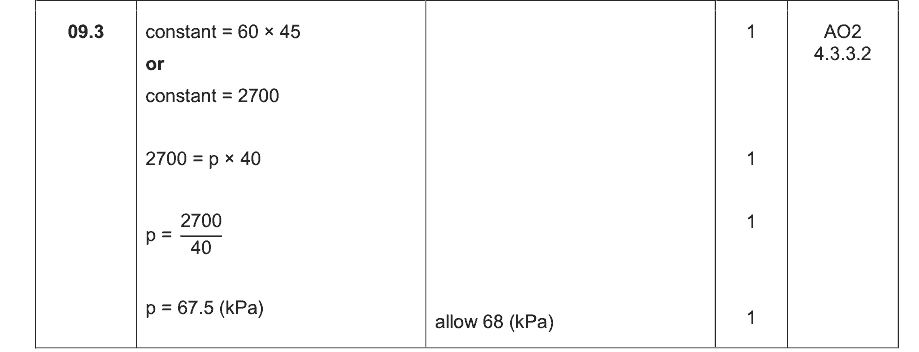 09.3 constant = 60 × 45 1 AO2
or 4.3.3.2
constant = 2700
2700 = p × 40 1
p = 2700/40 1
p = 67.5 (kPa) allow 68 (kPa) 1